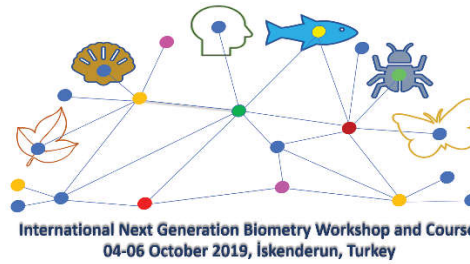 International Next Generation Biometry Workshop and Course
04-06 October 2019, İskenderun, Turkey